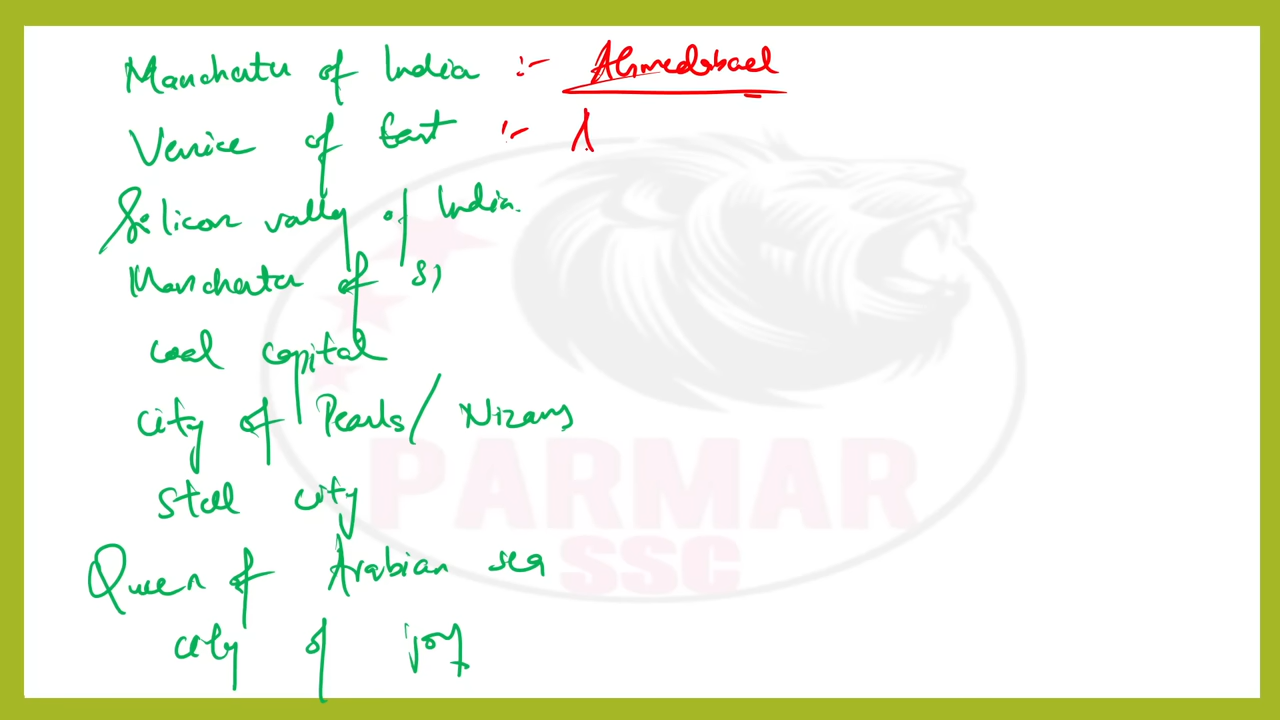 Manchester of India :- Ahmedabad
Venice of East :- A
Silicon valley of India
Manchester of SI
Coal capital
City of Pearls/ Nizams
Steel city
Queen of Arabian sea
city of joy
PARMAR
SSC